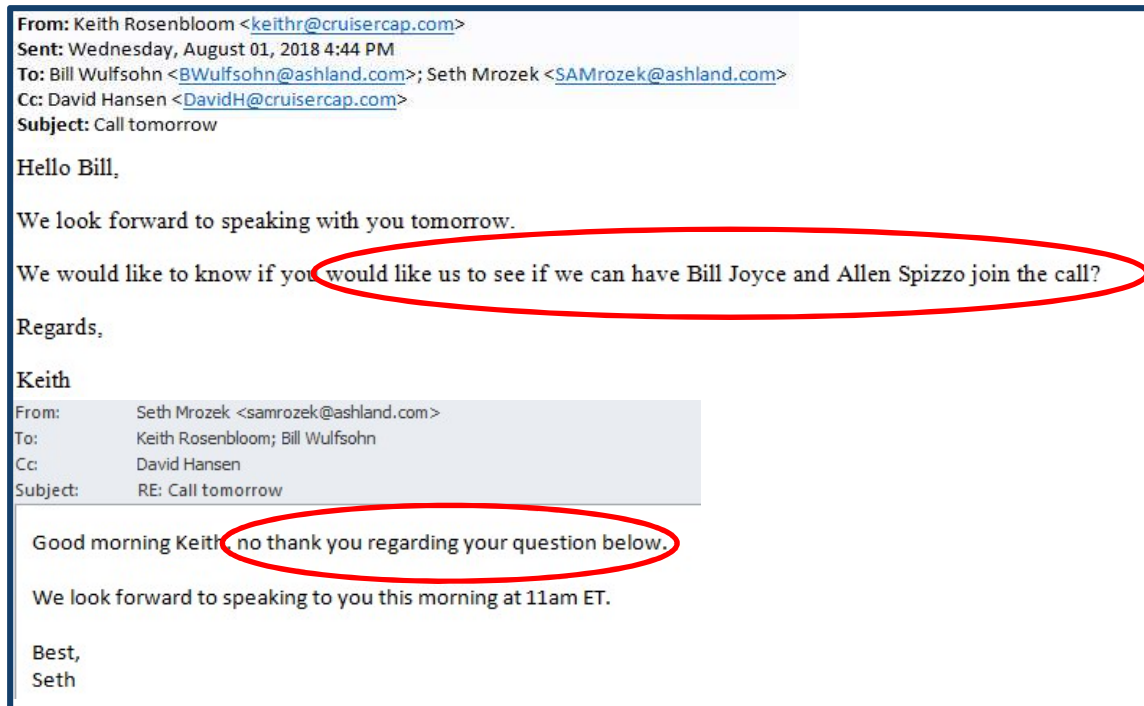 From: Keith Rosenbloom <keithr@cruisercap.com>
Sent: Wednesday, August 01, 2018 4:44 PM
To: Bill Wulfsohn <BWulfsohn@ashland.com>; Seth Mrozek <SAMrozek@ashland.com>
Cc: David Hansen <DavidH@cruisercap.com>
Subject: Call tomorrow
Hello Bill,
We look forward to speaking with you tomorrow.
We would like to know if you would like us to see if we can have Bill Joyce and Allen Spizzo join the call?
Regards,
Keith
From: Seth Mrozek <samrozek@ashland.com>
To: Keith Rosenbloom; Bill Wulfsohn
Cc: David Hansen
Subject: RE: Call tomorrow
Good morning Keith, no thank you regarding your question below.
We look forward to speaking to you this morning at 11am ET.
Best,
Seth